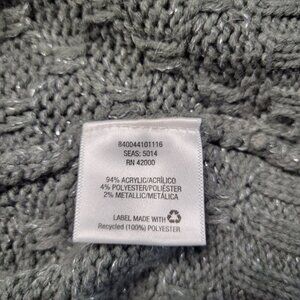 840044101116
SEAS: 5014
RN 42000
94% ACRYLIC/ACRÍLICO
4% POLYESTER/POLIÉSTER
2% METALLIC/METÁLICA
LABEL MADE WITH
Recycled (100%) POLYESTER